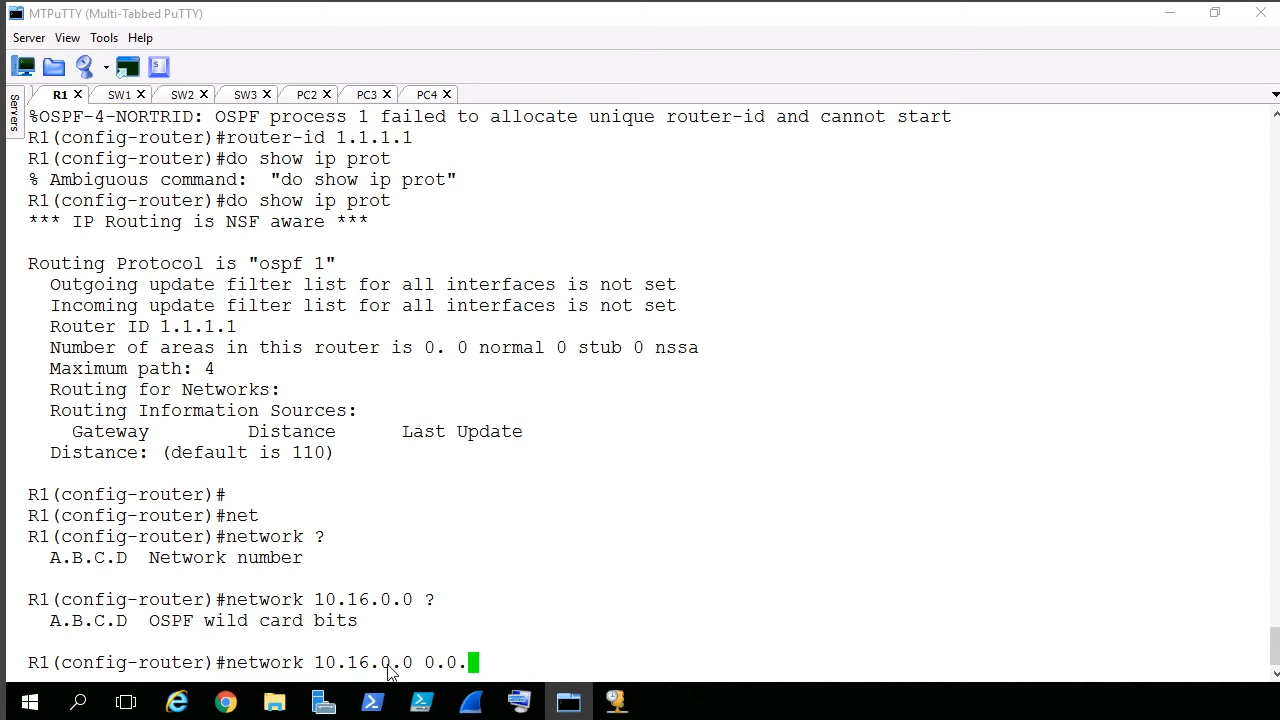 MTPuTTY (Multi-Tabbed PuTTY)
Server View Tools Help
R1 SW1 SW2 SW3 PC2 PC3 PC4
Servers
%OSPF-4-NORTRID: OSPF process 1 failed to allocate unique router-id and cannot start
R1(config-router)#router-id 1.1.1.1
R1(config-router)#do show ip prot
% Ambiguous command:  "do show ip prot"
R1(config-router)#do show ip prot
*** IP Routing is NSF aware ***
Routing Protocol is "ospf 1"
  Outgoing update filter list for all interfaces is not set
  Incoming update filter list for all interfaces is not set
  Router ID 1.1.1.1
  Number of areas in this router is 0. 0 normal 0 stub 0 nssa
  Maximum path: 4
  Routing for Networks:
  Routing Information Sources:
    Gateway         Distance      Last Update
  Distance: (default is 110)
R1(config-router)#
R1(config-router)#net
R1(config-router)#network ?
  A.B.C.D  Network number
R1(config-router)#network 10.16.0.0 ?
  A.B.C.D  OSPF wild card bits
R1(config-router)#network 10.16.0.0 0.0.